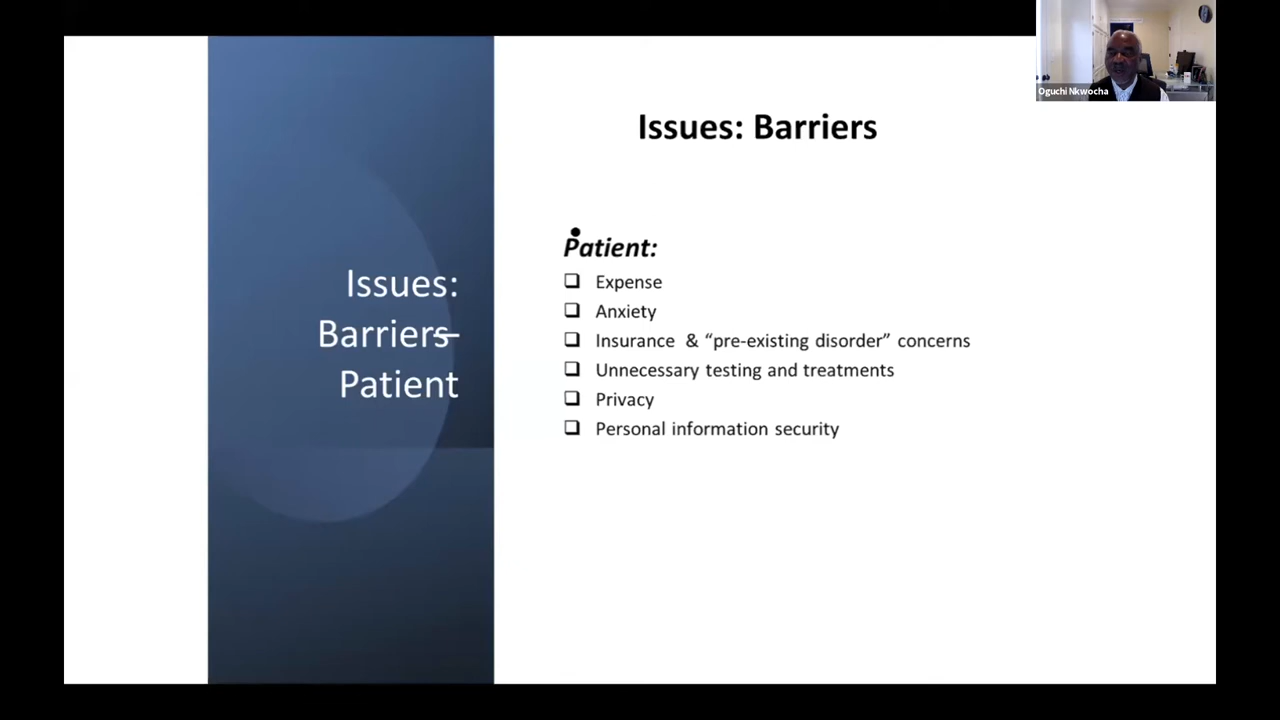 Oguchi Nkwocha
Issues: Barriers
Issues:
Barriers–
Patient
Patient:
❑ Expense
❑ Anxiety
❑ Insurance & “pre-existing disorder” concerns
❑ Unnecessary testing and treatments
❑ Privacy
❑ Personal information security